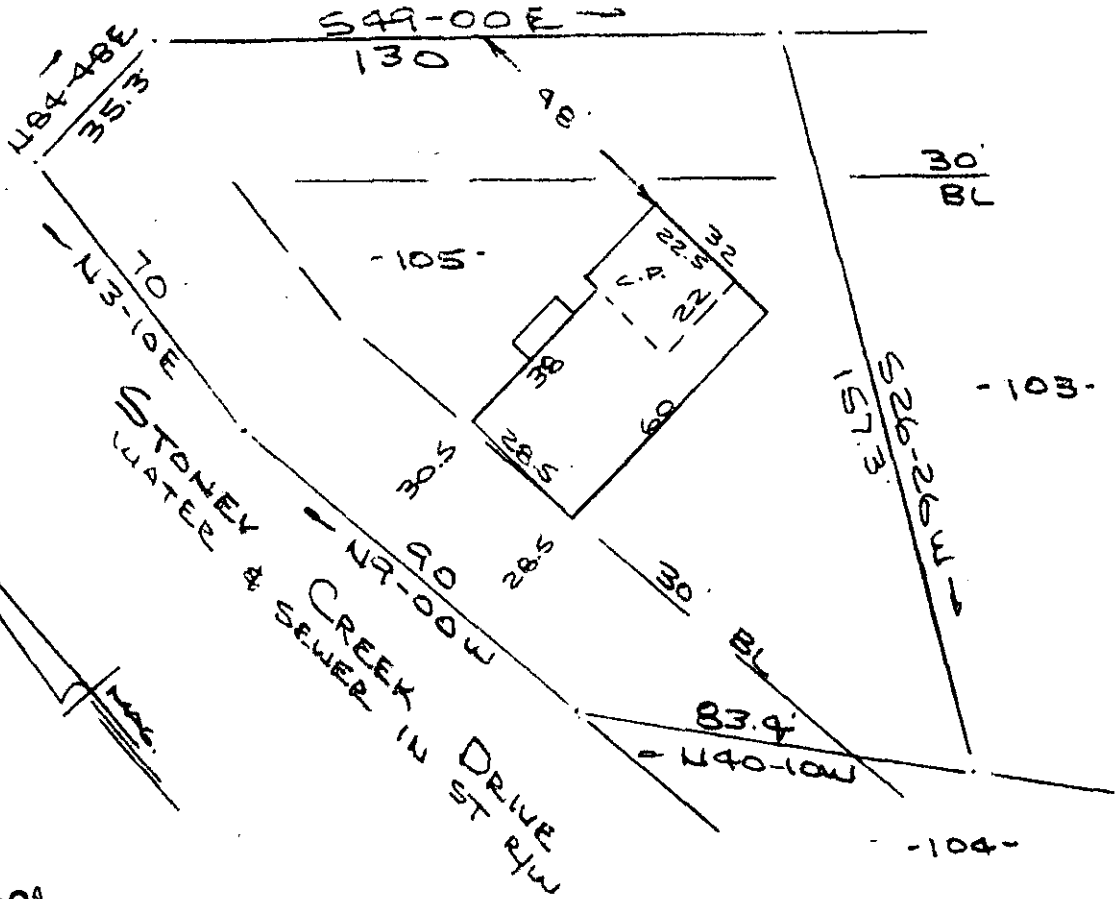 S49-00E
130
N84-48E
35.3
98
30'
BL
-105-
22.5
32
C.P.
22
70
N3-10E
38
60
S26-26W
157.3
-103-
STONEY CREEK DRIVE
WATER & SEWER IN ST R/W
30.5
28.5
28.5
90
N9-00W
30
BL
83.4'
N40-10W
MAG.
-104-